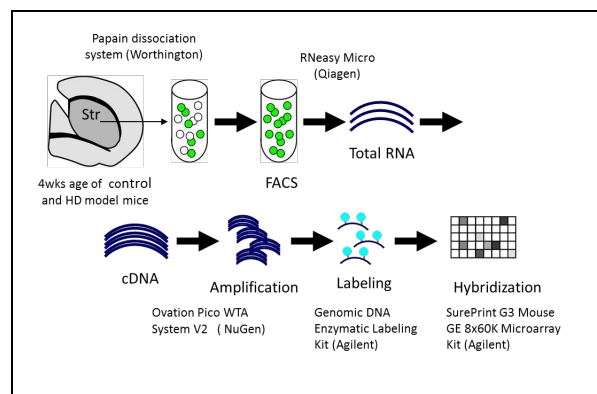 Papain dissociation
system (Worthington)
RNeasy Micro
(Qiagen)
Str
FACS
Total RNA
4wks age of control
and HD model mice
cDNA
Amplification
Labeling
Hybridization
Ovation Pico WTA
System V2 ( NuGen)
Genomic DNA
Enzymatic Labeling
Kit (Agilent)
SurePrint G3 Mouse
GE 8x60K Microarray
Kit (Agilent)